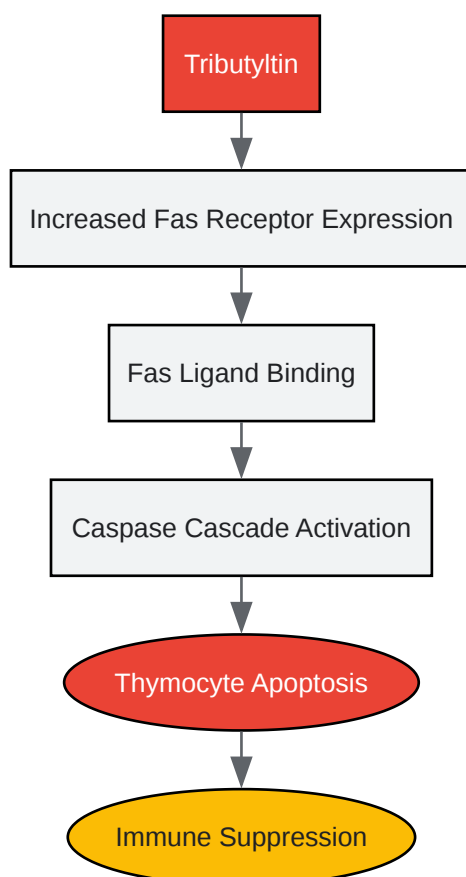 Tributyltin
Increased Fas Receptor Expression
Fas Ligand Binding
Caspase Cascade Activation
Thymocyte Apoptosis
Immune Suppression